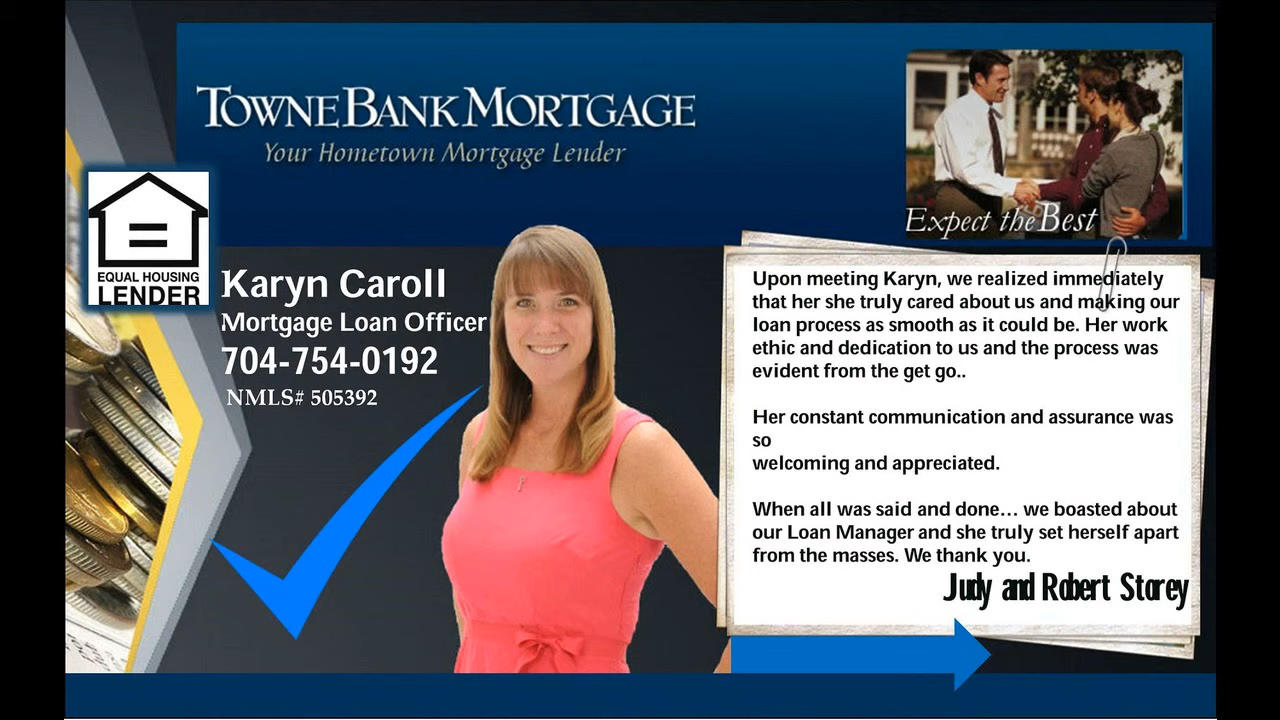 TOWNEBANK MORTGAGE
Your Hometown Mortgage Lender
Expect the Best
EQUAL HOUSING
LENDER
Karyn Caroll
Mortgage Loan Officer
704-754-0192
NMLS# 505392
Upon meeting Karyn, we realized immediately
that her she truly cared about us and making our
loan process as smooth as it could be. Her work
ethic and dedication to us and the process was
evident from the get go..
Her constant communication and assurance was
so
welcoming and appreciated.
When all was said and done... we boasted about
our Loan Manager and she truly set herself apart
from the masses. We thank you.
Judy and Robert Storey